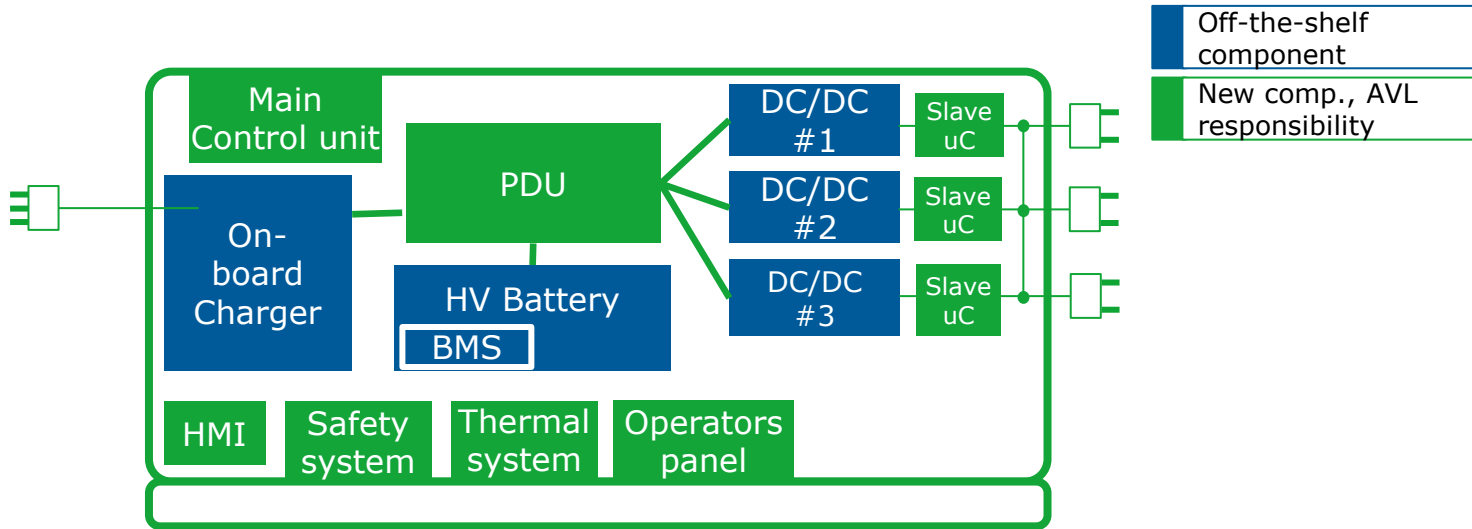 Off-the-shelf
component
New comp., AVL
responsibility
Main
Control unit
PDU
DC/DC
#1
Slave
uC
DC/DC
#2
Slave
uC
On-
board
Charger
HV Battery
BMS
DC/DC
#3
Slave
uC
HMI
Safety
system
Thermal
system
Operators
panel